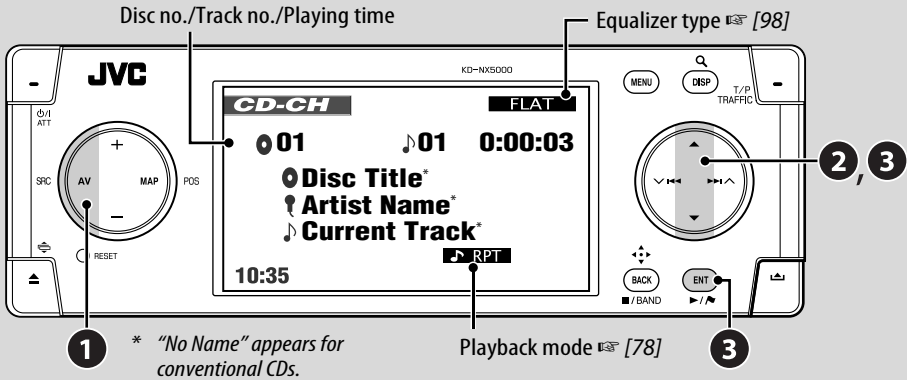 Disc no./Track no./Playing time
Equalizer type ☞ [98]
JVC
KD-NX5000
MENU
DISP
T/P
TRAFFIC
⏻/I
ATT
CD-CH
FLAT
01 ♪01 0:00:03
Disc Title*
Artist Name*
♪Current Track*
♪ RPT
10:35
+
SRC
AV
MAP
POS
−
RESET
2, 3
BACK
ENT
■/BAND
►/
1
* "No Name" appears for
conventional CDs.
Playback mode ☞ [78]
3